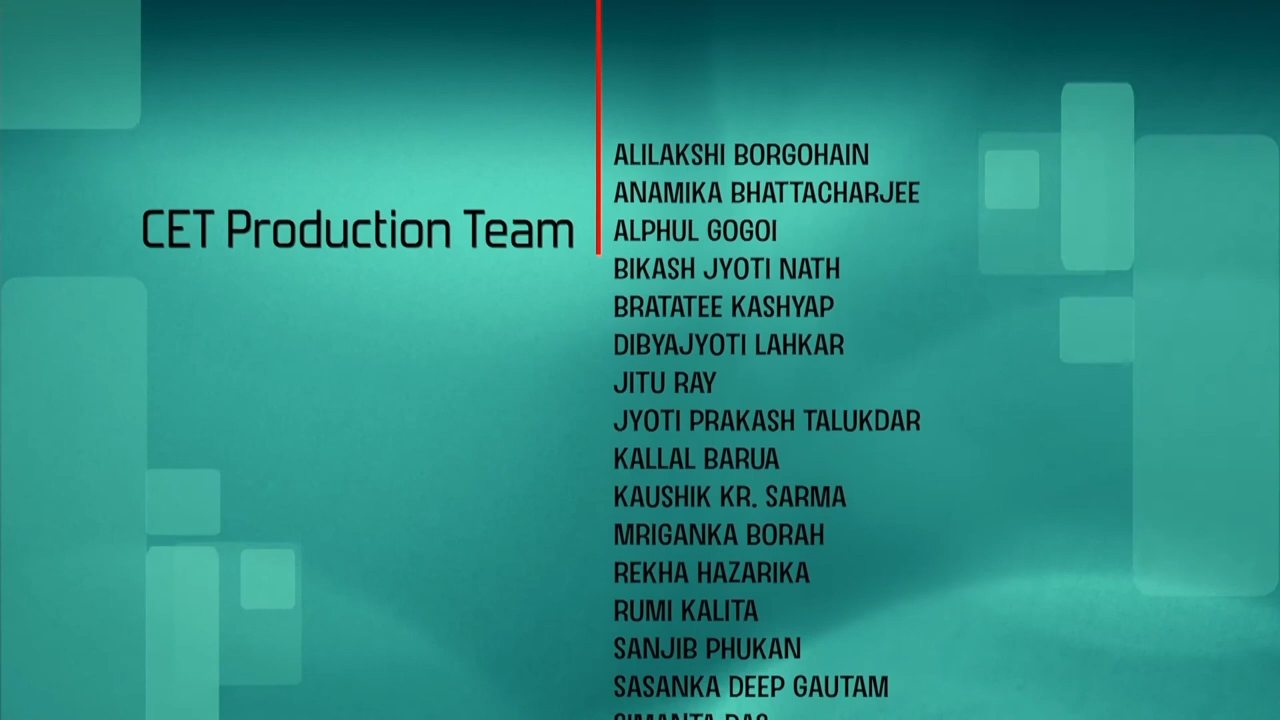 CET Production Team
ALILAKSHI BORGOHAIN
ANAMIKA BHATTACHARJEE
ALPHUL GOGOI
BIKASH JYOTI NATH
BRATATEE KASHYAP
DIBYAJYOTI LAHKAR
JITU RAY
JYOTI PRAKASH TALUKDAR
KALLAL BARUA
KAUSHIK KR. SARMA
MRIGANKA BORAH
REKHA HAZARIKA
RUMI KALITA
SANJIB PHUKAN
SASANKA DEEP GAUTAM